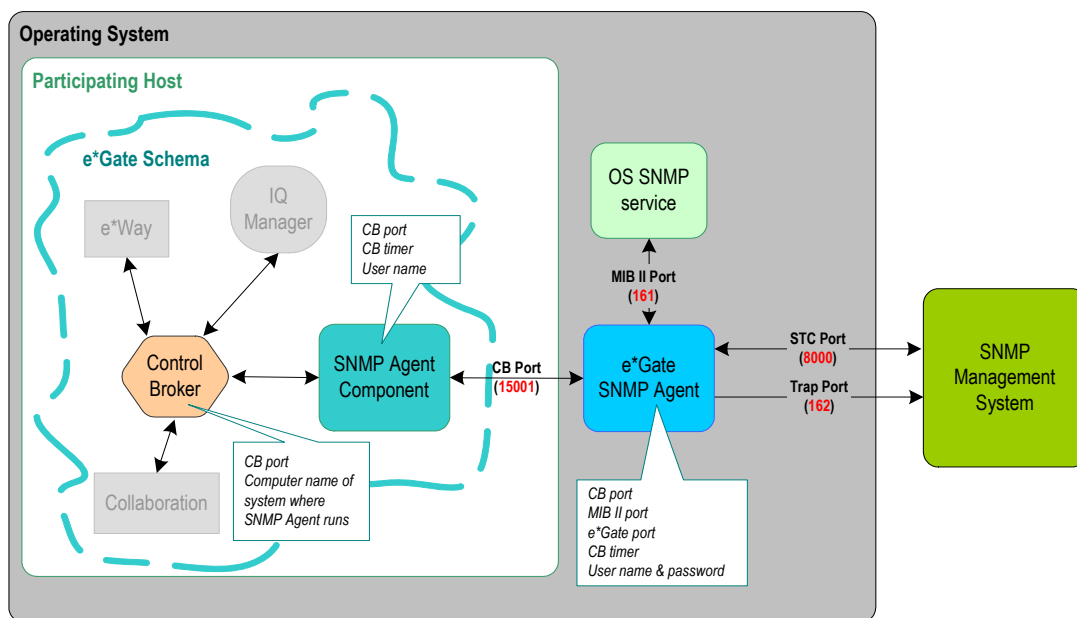 Operating System
Participating Host
e*Gate Schema
e*Way
IQ
Manager
CB port
CB timer
User name
OS SNMP
service
MIB II Port
(161)
Control
Broker
SNMP Agent
Component
CB Port
(15001)
e*Gate
SNMP Agent
STC Port
(8000)
Trap Port
(162)
SNMP
Management
System
Collaboration
CB port
Computer name of
system where
SNMP Agent runs
CB port
MIB II port
e*Gate port
CB timer
User name & password